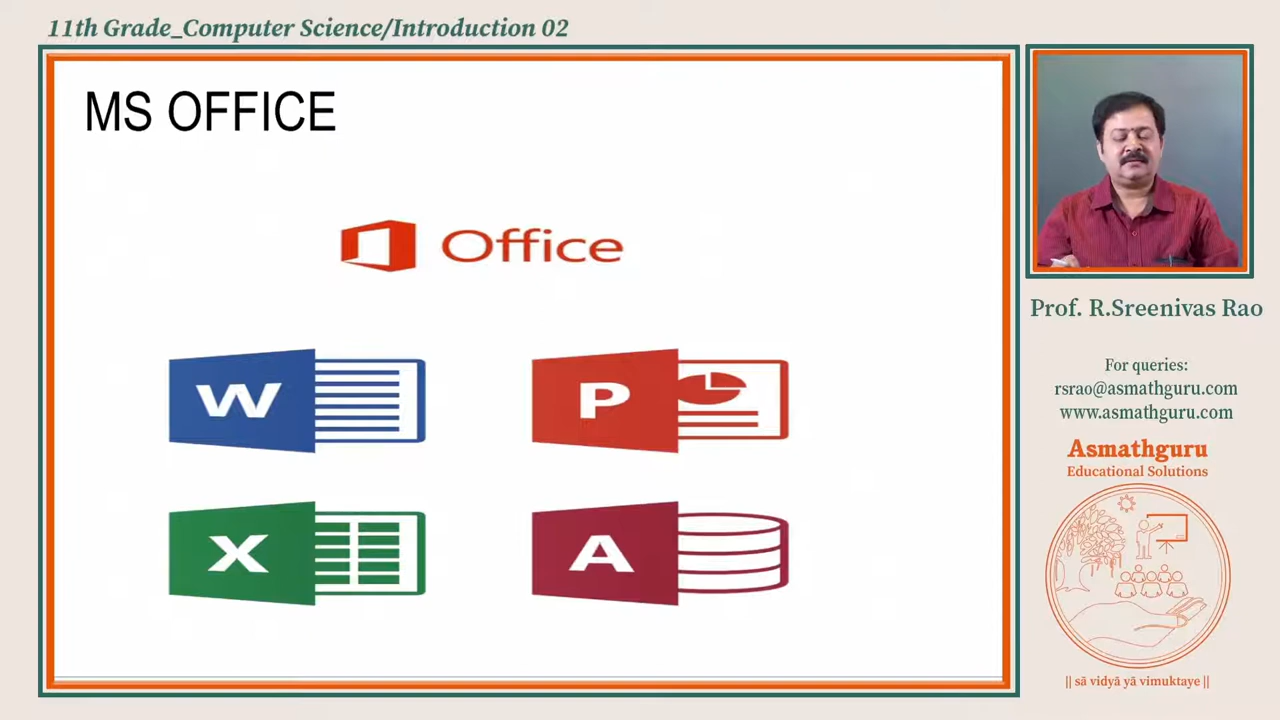 11th Grade_Computer Science/Introduction 02
MS OFFICE
Office
W
P
X
A
Prof. R.Sreenivas Rao
For queries:
rsrao@asmathguru.com
www.asmathguru.com
Asmathguru
Educational Solutions
|| sā vidyā yā vimuktaye ||